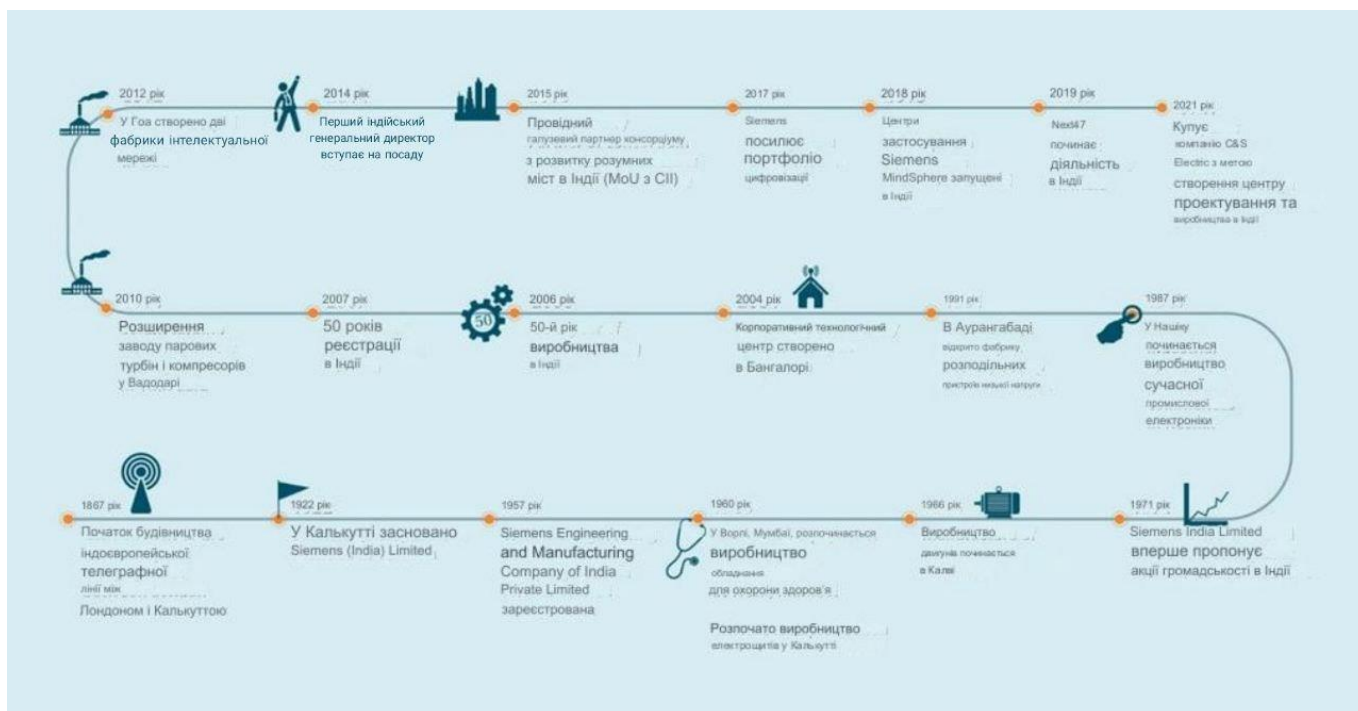 2012 рік
У Гоа створено дві
фабрики інтелектуальної
мережі
2014 рік
Перший індійський
генеральний директор
вступає на посаду
2015 рік
Провідний
галузевий партнер консорціуму
з розвитку розумних
міст в Індії (MoU з CII)
2017 рік
Siemens
посилює
портфоліо
цифровізації
2018 рік
Центри
застосування
Siemens
MindSphere запущені
в Індії
2019 рік
Next47
починає
діяльність
в Індії
2021 рік
Купує
компанію C&S
Electric з метою
створення центру
проектування та
виробництва в Індії
2010 рік
Розширення
заводу парових
турбін і компресорів
у Вадодарі
2007 рік
50 років
реєстрації
в Індії
50
2006 рік
50-й рік
виробництва
в Індії
2004 рік
Корпоративний технологічний
центр створено
в Бангалорі
1991 рік
В Аурангабаді
відкрито фабрику
розподільних
пристроїв низької напруги
1987 рік
У Нашіку
починається
виробництво
сучасної
промислової
електроніки
1867 рік
Початок будівництва
індоєвропейської
телеграфної
лінії між
Лондоном і Калькуттою
1922 рік
У Калькутті засновано
Siemens (India) Limited
1957 рік
Siemens Engineering
and Manufacturing
Company of India
Private Limited
зареєстрована
1960 рік
У Ворлі, Мумбаї, розпочинається
виробництво
обладнання
для охорони здоров'я
Розпочато виробництво
електрощитів у Калькутті
1966 рік
Виробництво
двигунів починається
в Калві
1971 рік
Siemens India Limited
вперше пропонує
акції громадськості в Індії